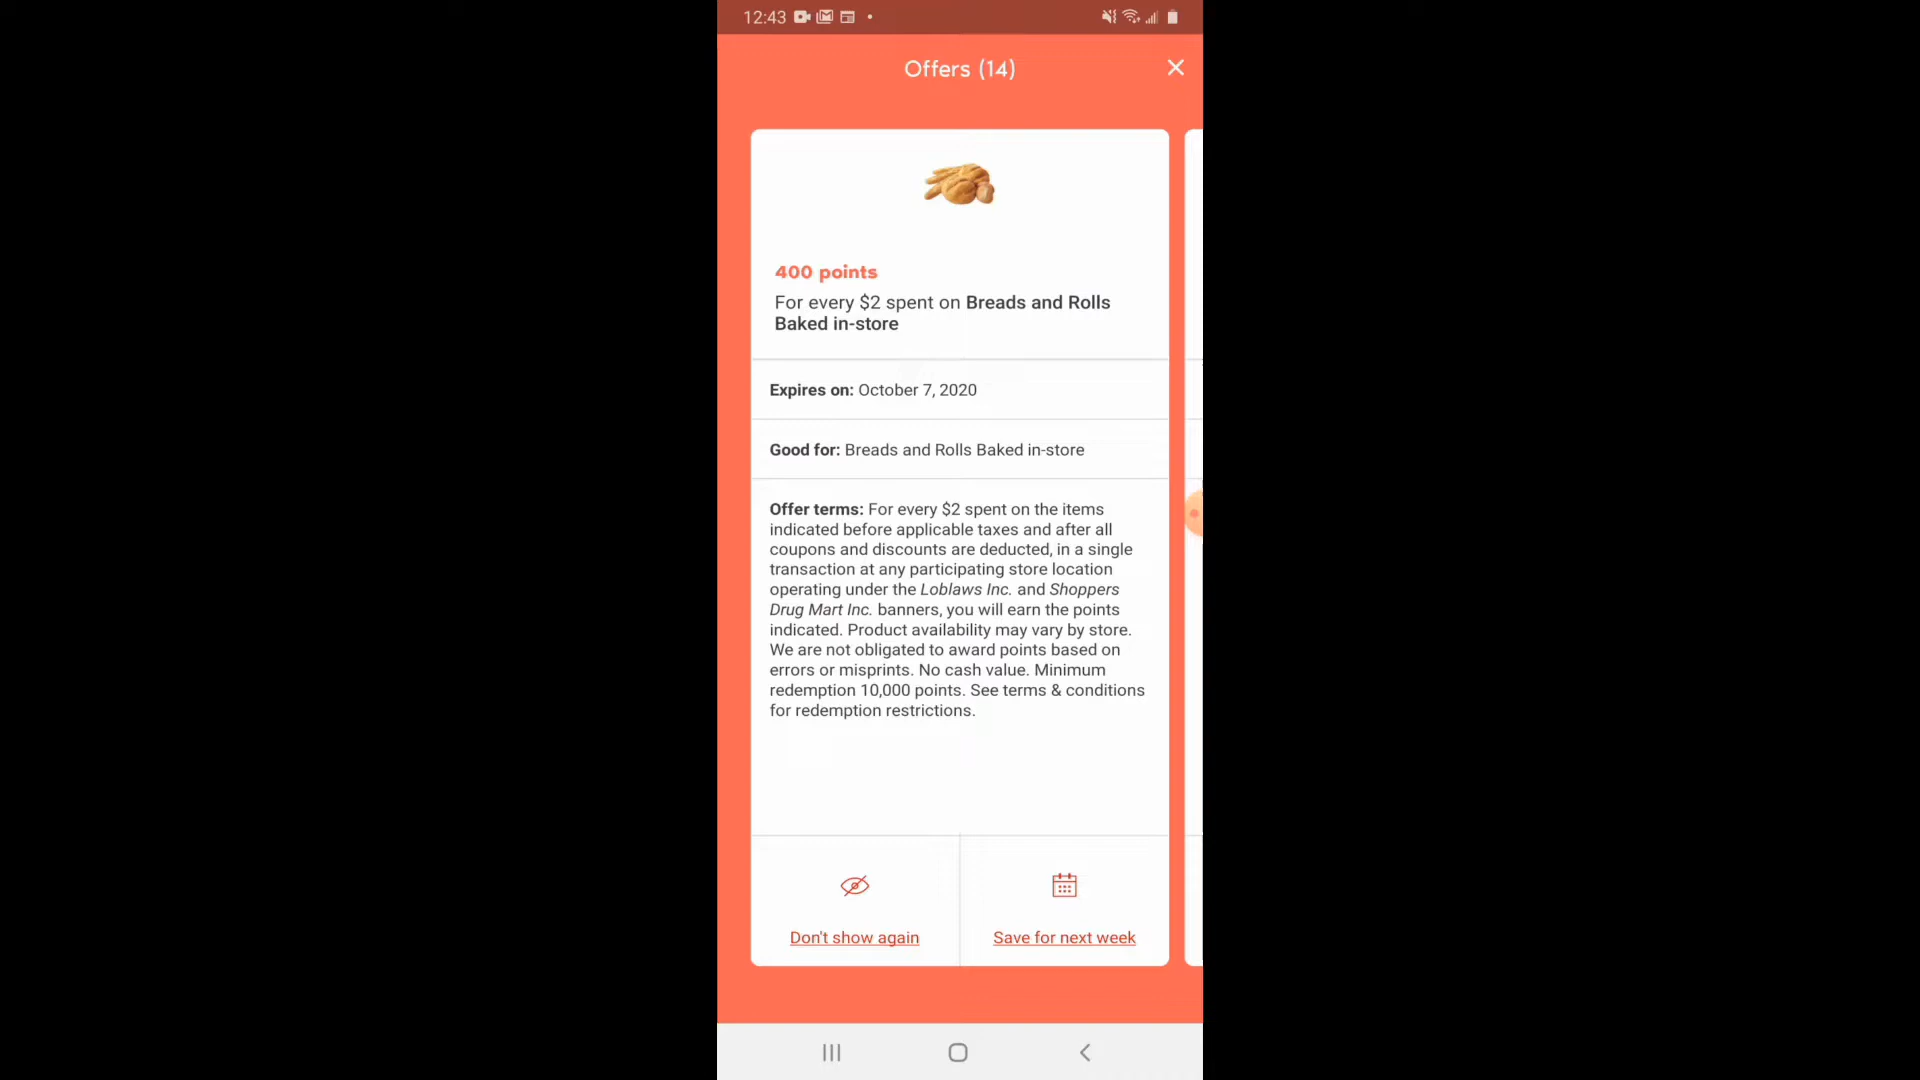 12:43
Offers (14)
400 points
For every $2 spent on Breads and Rolls
Baked in-store
Expires on: October 7, 2020
Good for: Breads and Rolls Baked in-store
Offer terms: For every $2 spent on the items
indicated before applicable taxes and after all
coupons and discounts are deducted, in a single
transaction at any participating store location
operating under the Loblaws Inc. and Shoppers
Drug Mart Inc. banners, you will earn the points
indicated. Product availability may vary by store.
We are not obligated to award points based on
errors or misprints. No cash value. Minimum
redemption 10,000 points. See terms & conditions
for redemption restrictions.
Don't show again
Save for next week